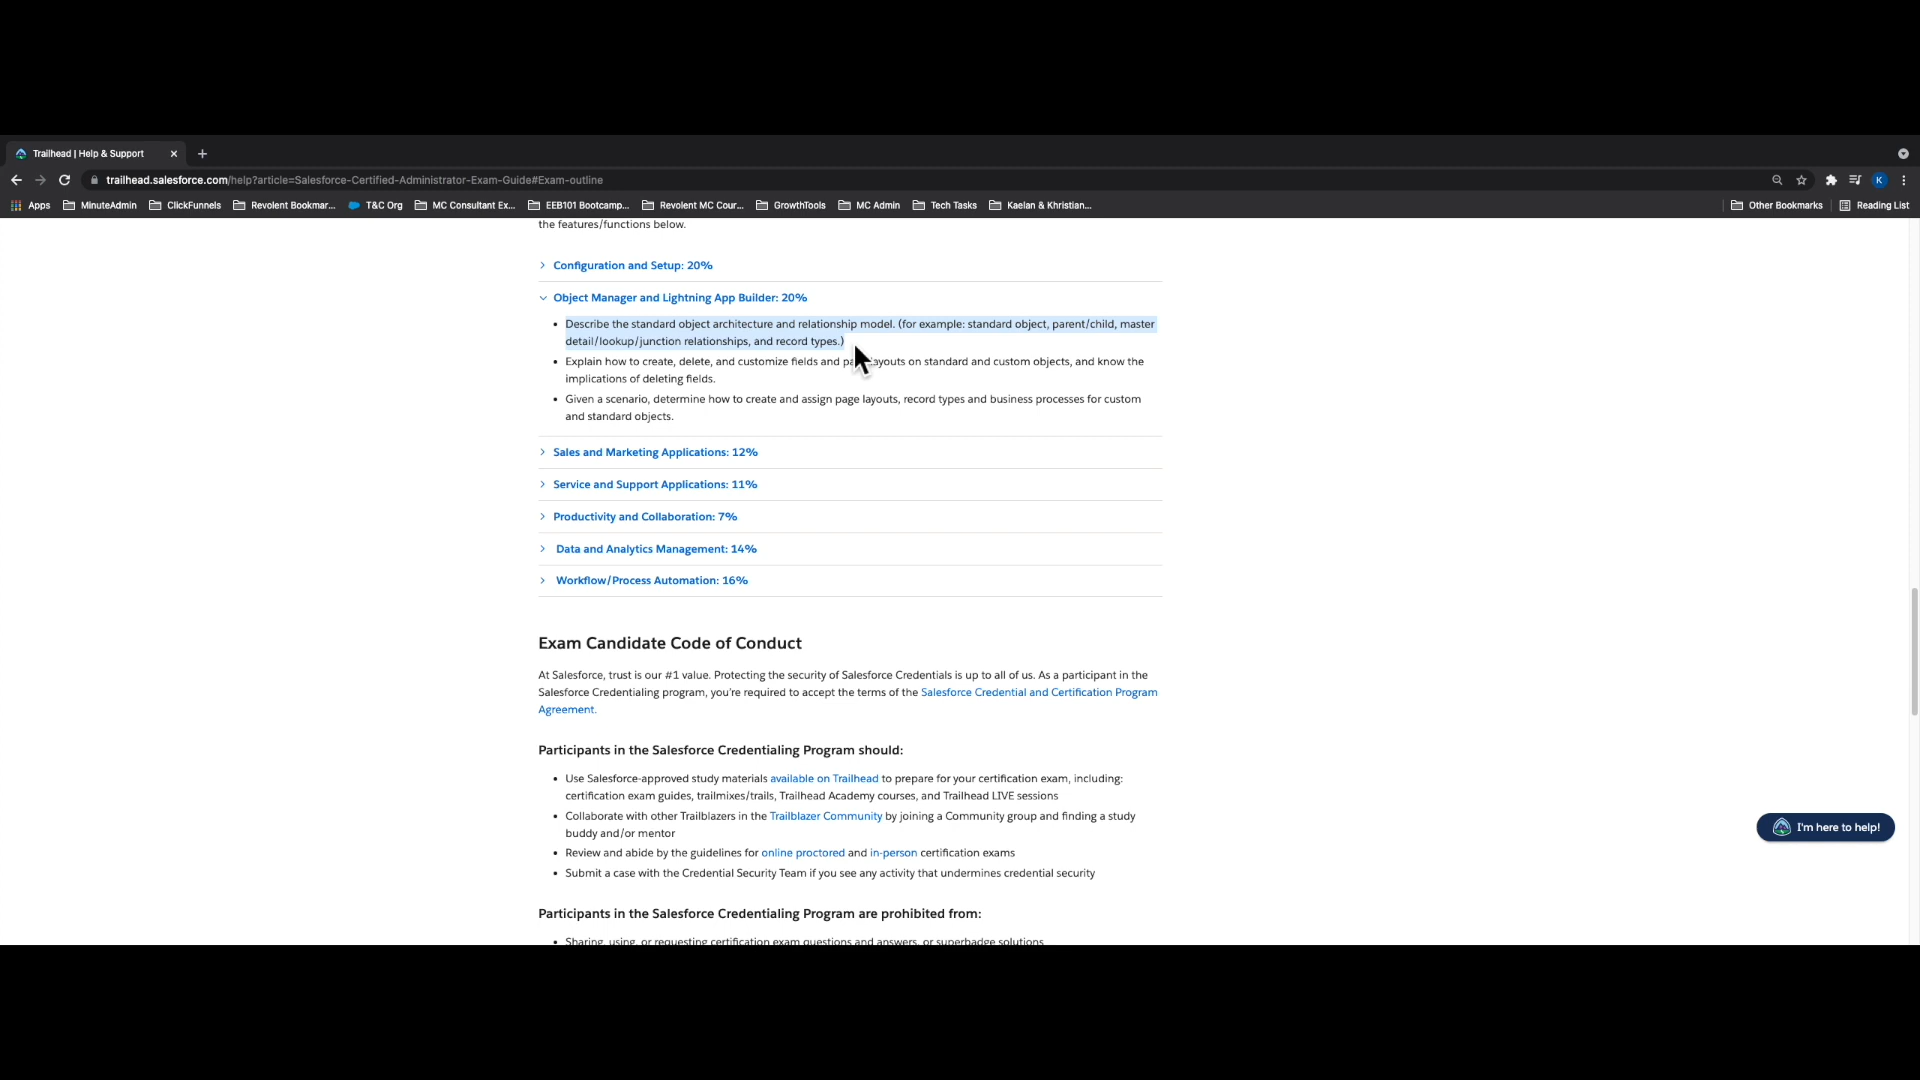 Trailhead | Help & Support
trailhead.salesforce.com/help?article=Salesforce-Certified-Administrator-Exam-Guide#Exam-outline
K
Apps MinuteAdmin ClickFunnels Revolent Bookmar... T&C Org MC Consultant Ex... EEB101 Bootcamp... Revolent MC Cour... GrowthTools MC Admin Tech Tasks Kaelan & Khristian... Other Bookmarks Reading List
the features/functions below.
Configuration and Setup: 20%
Object Manager and Lightning App Builder: 20%
• Describe the standard object architecture and relationship model. (for example: standard object, parent/child, master
detail/lookup/junction relationships, and record types.)
• Explain how to create, delete, and customize fields and layouts on standard and custom objects, and know the
implications of deleting fields.
• Given a scenario, determine how to create and assign page layouts, record types and business processes for custom
and standard objects.
Sales and Marketing Applications: 12%
Service and Support Applications: 11%
Productivity and Collaboration: 7%
Data and Analytics Management: 14%
Workflow/Process Automation: 16%
Exam Candidate Code of Conduct
At Salesforce, trust is our #1 value. Protecting the security of Salesforce Credentials is up to all of us. As a participant in the
Salesforce Credentialing program, you're required to accept the terms of the Salesforce Credential and Certification Program
Agreement.
Participants in the Salesforce Credentialing Program should:
• Use Salesforce-approved study materials available on Trailhead to prepare for your certification exam, including:
certification exam guides, trailmixes/trails, Trailhead Academy courses, and Trailhead LIVE sessions
• Collaborate with other Trailblazers in the Trailblazer Community by joining a Community group and finding a study
buddy and/or mentor
• Review and abide by the guidelines for online proctored and in-person certification exams
• Submit a case with the Credential Security Team if you see any activity that undermines credential security
I'm here to help!
Participants in the Salesforce Credentialing Program are prohibited from:
• Sharing, using, or requesting certification exam questions and answers, or superbadge solutions